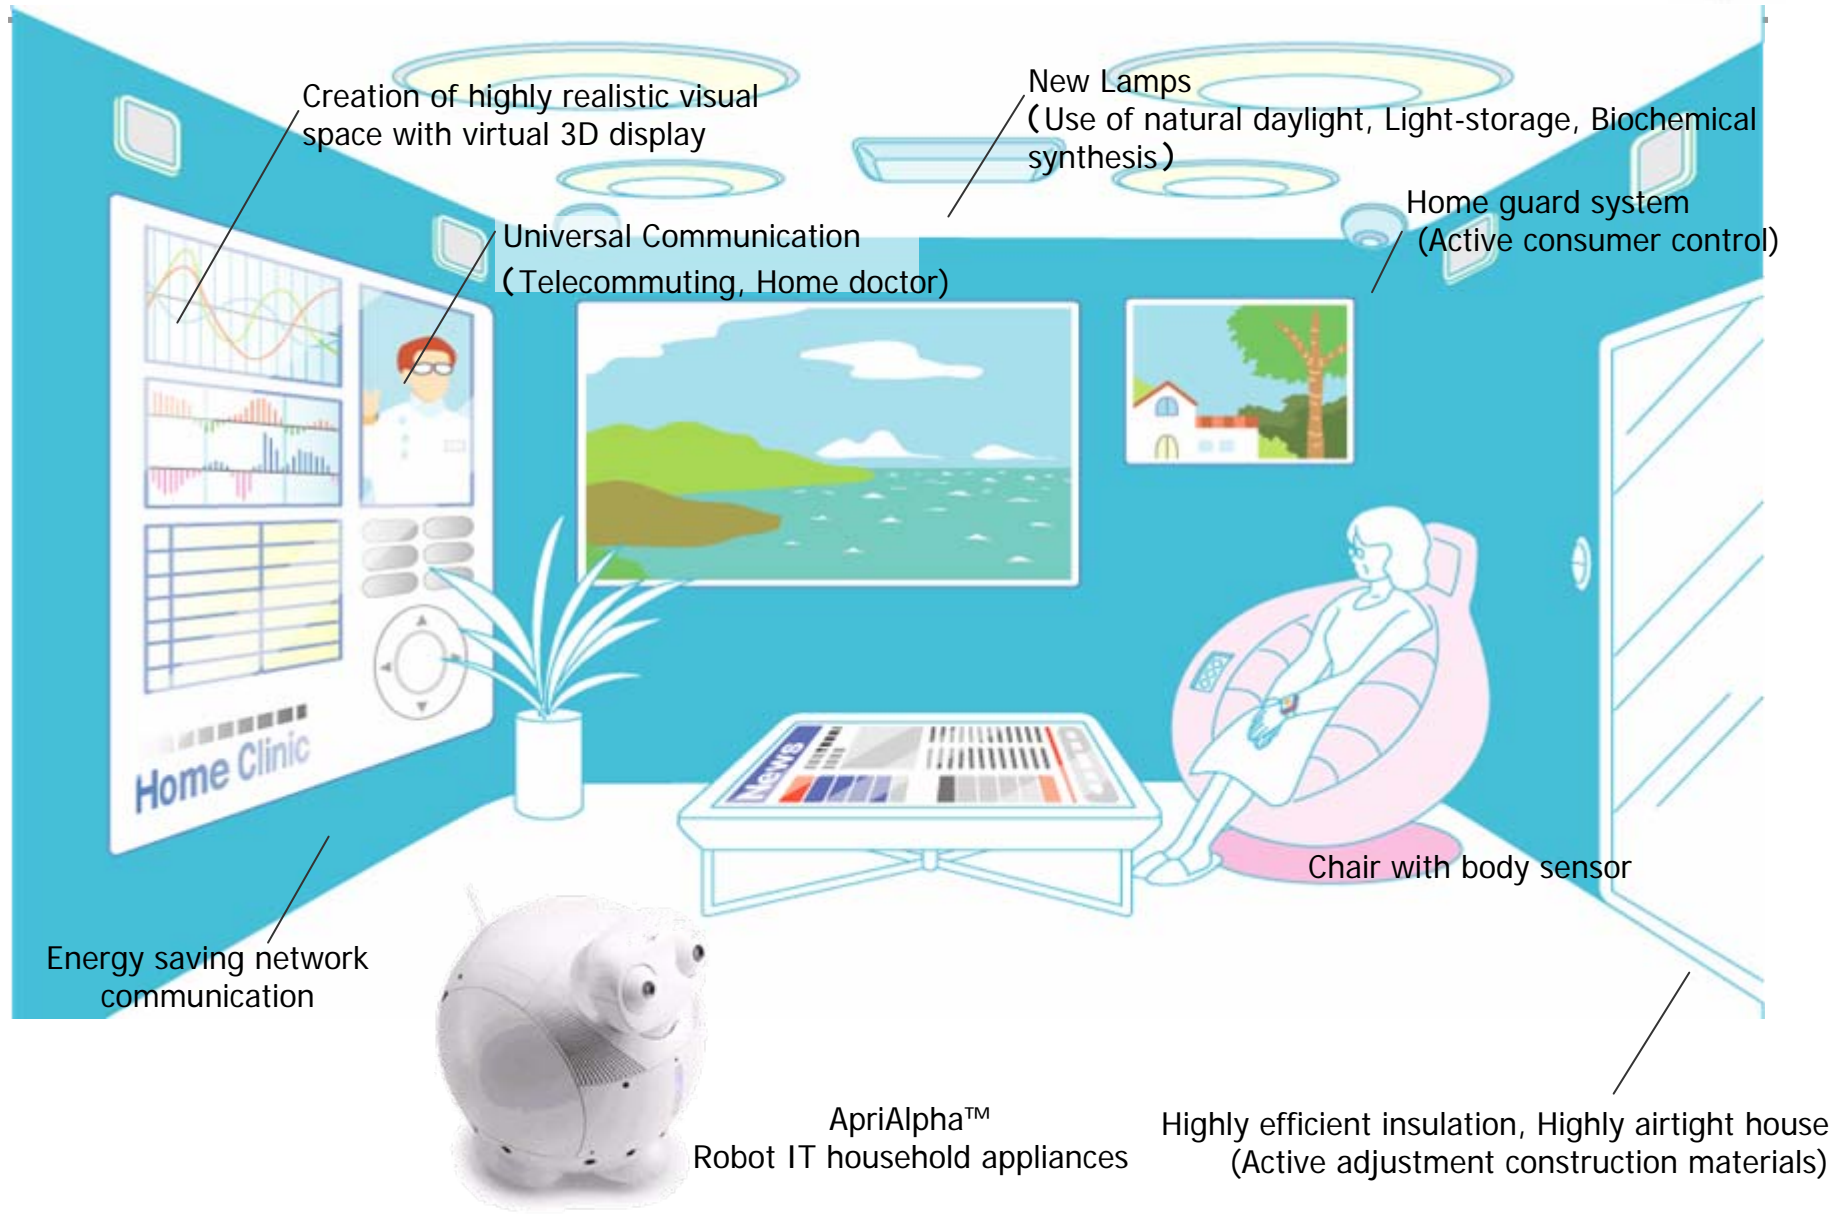 Creation of highly realistic visual
space with virtual 3D display
New Lamps
(Use of natural daylight, Light-storage, Biochemical
synthesis)
Home guard system
(Active consumer control)
Universal Communication
(Telecommuting, Home doctor)
Home Clinic
News
Chair with body sensor
Energy saving network
communication
ApriAlpha™
Robot IT household appliances
Highly efficient insulation, Highly airtight house
(Active adjustment construction materials)